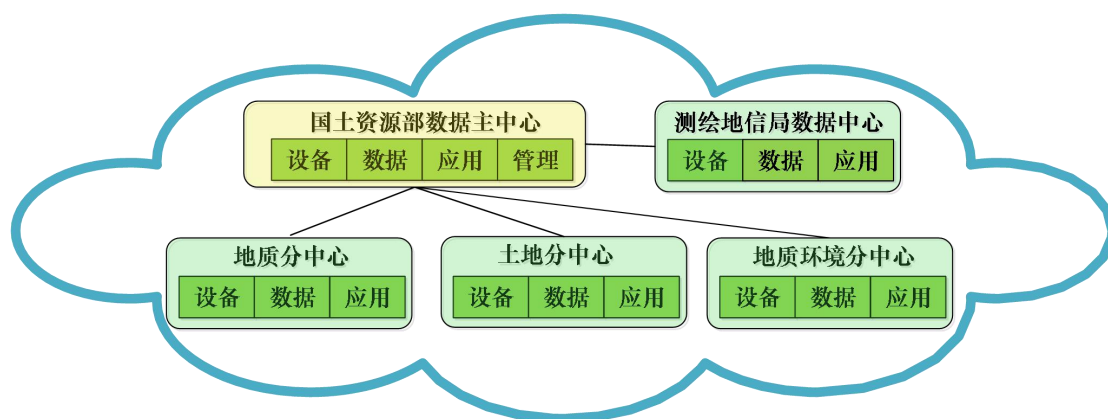 国土资源部数据主中心
设备 数据 应用 管理
测绘地信局数据中心
设备 数据 应用
地质分中心
设备 数据 应用
土地分中心
设备 数据 应用
地质环境分中心
设备 数据 应用